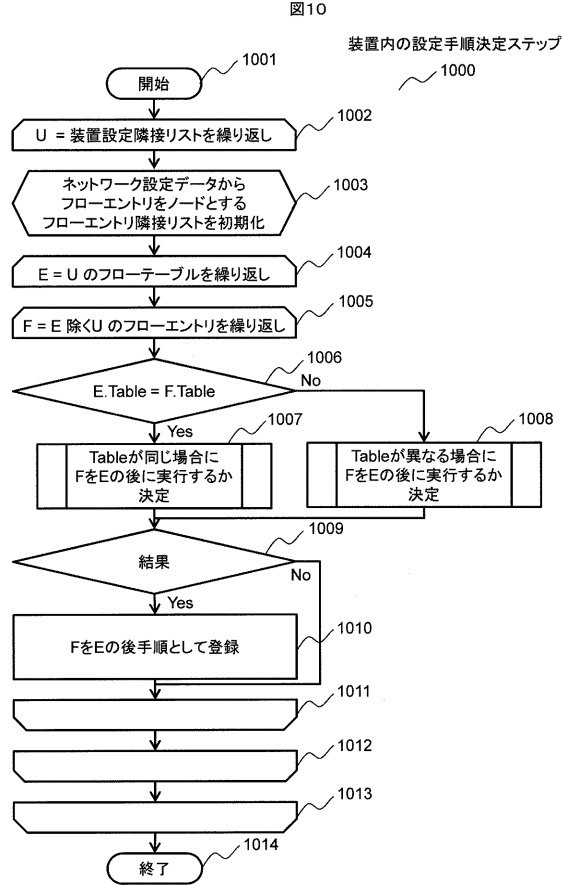 図10
装置内の設定手順決定ステップ
1000
1001
開始
1002
U = 装置設定隣接リストを繰り返し
1003
ネットワーク設定データから
フローエントリをノードとする
フローエントリ隣接リストを初期化
1004
E = U のフローテーブルを繰り返し
1005
F = E 除くU のフローエントリを繰り返し
1006
E.Table = F.Table
No
Yes
1007
Tableが同じ場合に
FをEの後に実行するか
決定
1008
Tableが異なる場合に
FをEの後に実行するか
決定
1009
結果
No
Yes
1010
FをEの後手順として登録
1011
1012
1013
1014
終了